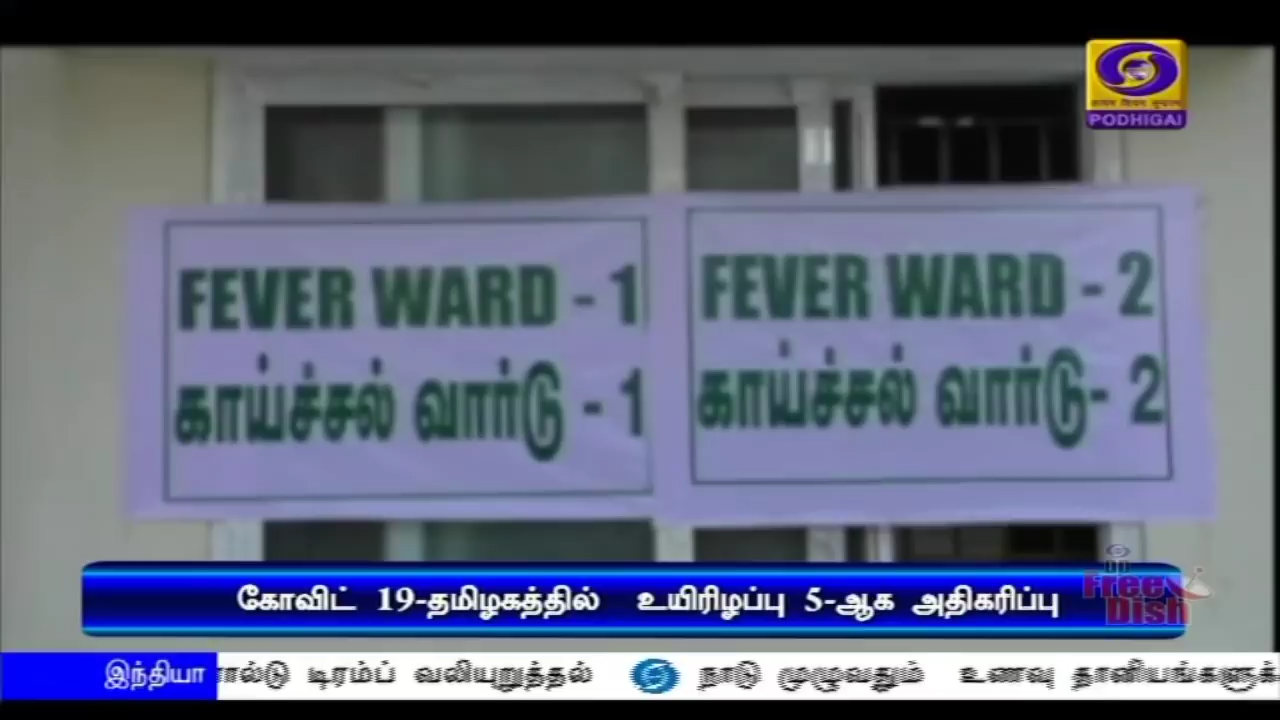 PODHIGAI
FEVER WARD - 1
காய்ச்சல் வார்டு - 1
FEVER WARD - 2
காய்ச்சல் வார்டு- 2
கோவிட் 19-தமிழகத்தில் உயிரிழப்பு 5-ஆக அதிகரிப்பு
Free Dish
இந்தியா
டிரம்ப் வலியுறுத்தல் நாடு முழுவதும் உணவு